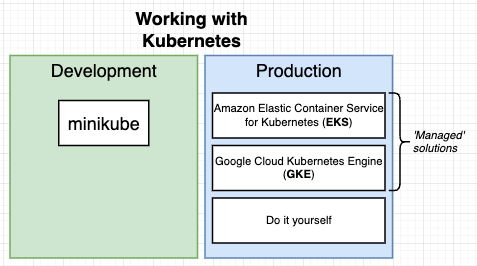 Working with
Kubernetes
Development
minikube
Production
Amazon Elastic Container Service
for Kubernetes (EKS)
Google Cloud Kubernetes Engine
(GKE)
Do it yourself
'Managed'
solutions